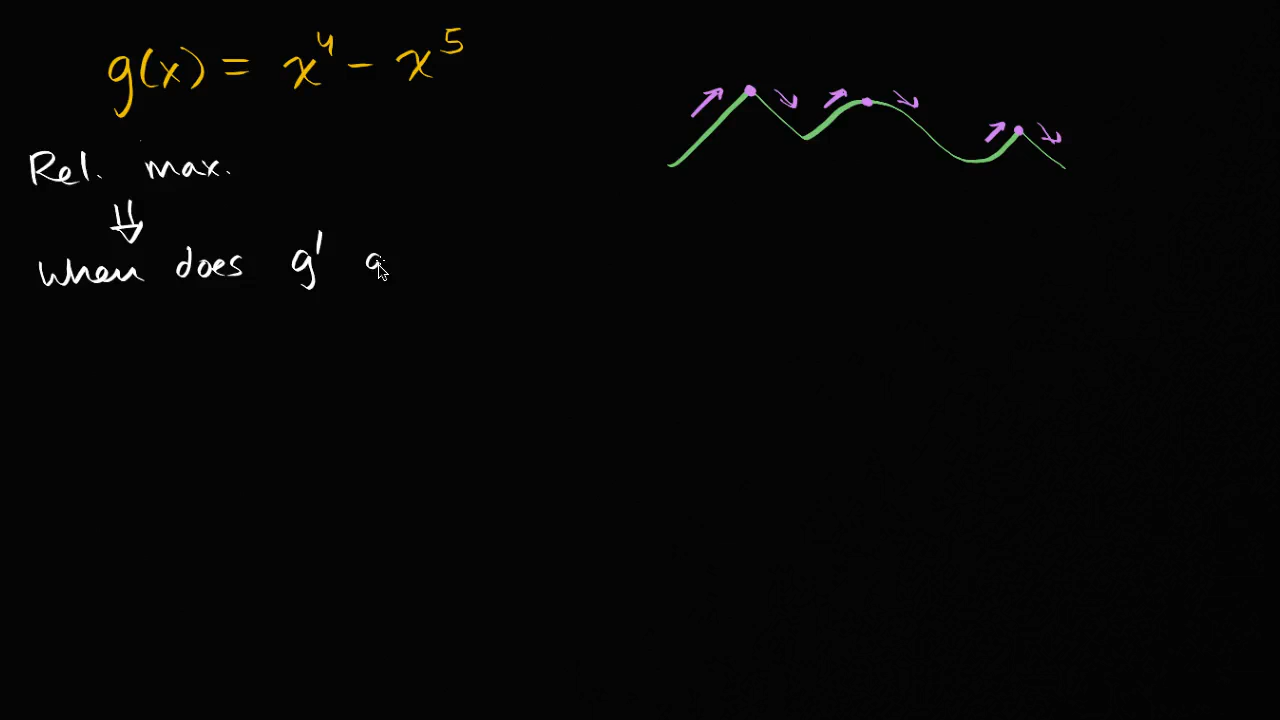 g(x) = x⁴ - x⁵
Rel. max.
⇓
when does g'